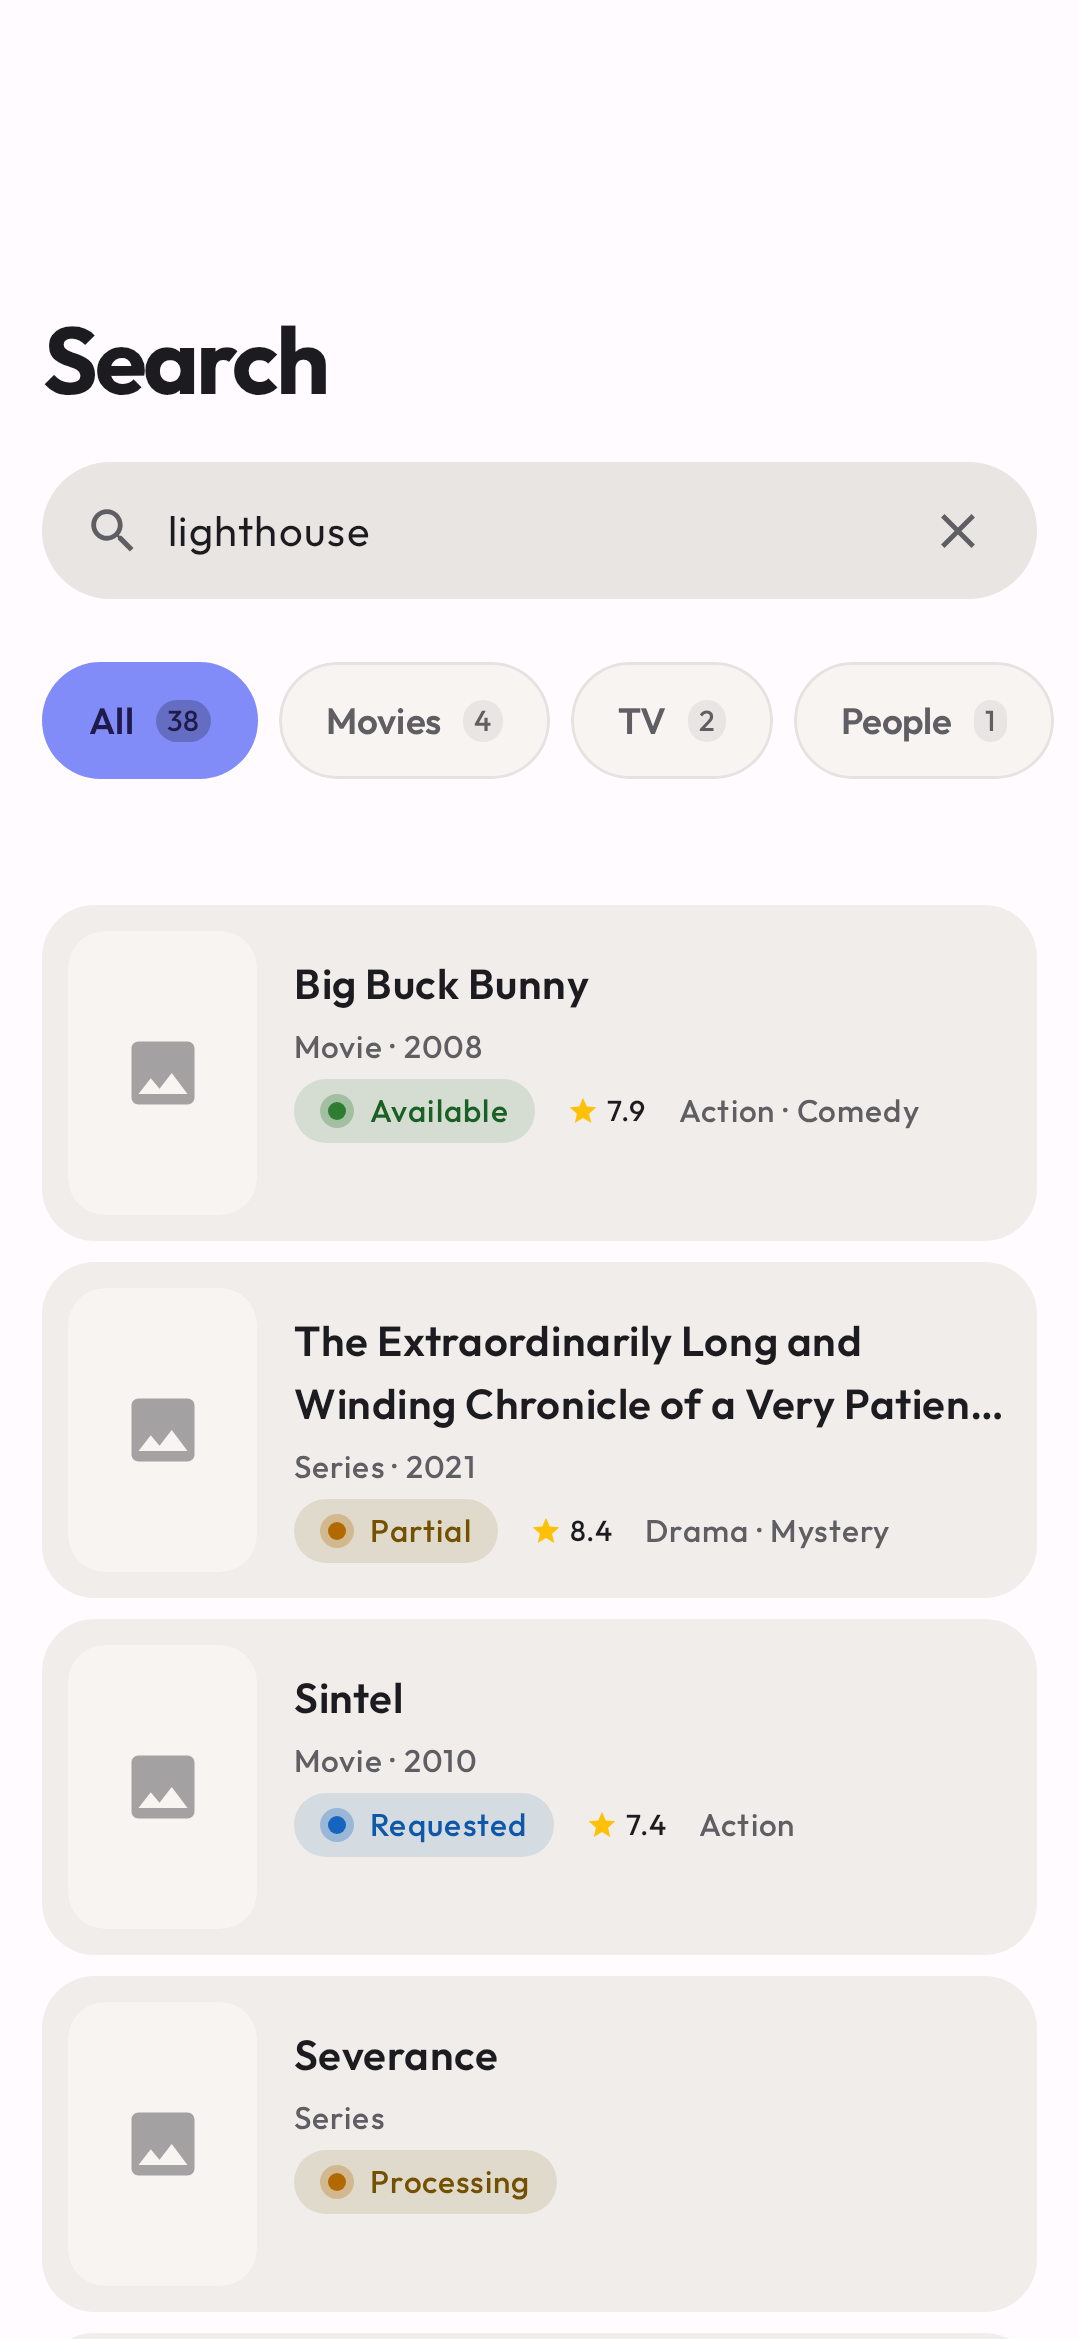 Search
lighthouse
All 38 Movies 4 TV 2 People 1
Big Buck Bunny
Movie · 2008
Available 7.9 Action · Comedy
The Extraordinarily Long and
Winding Chronicle of a Very Patien...
Series · 2021
Partial 8.4 Drama · Mystery
Sintel
Movie · 2010
Requested 7.4 Action
Severance
Series
Processing